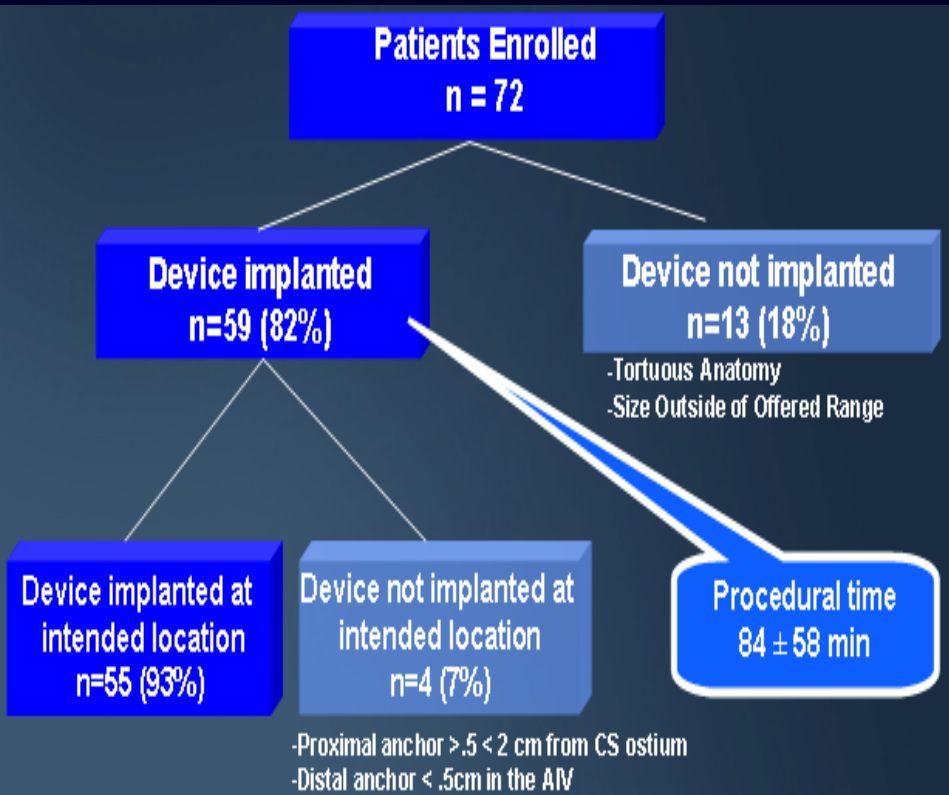 Patients Enrolled
n = 72
Device implanted
n=59 (82%)
Device not implanted
n=13 (18%)
-Tortuous Anatomy
-Size Outside of Offered Range
Device implanted at
intended location
n=55 (93%)
Device not implanted at
intended location
n=4 (7%)
-Proximal anchor >.5 < 2 cm from CS ostium
-Distal anchor < .5cm in the AIV
Procedural time
84 ± 58 min